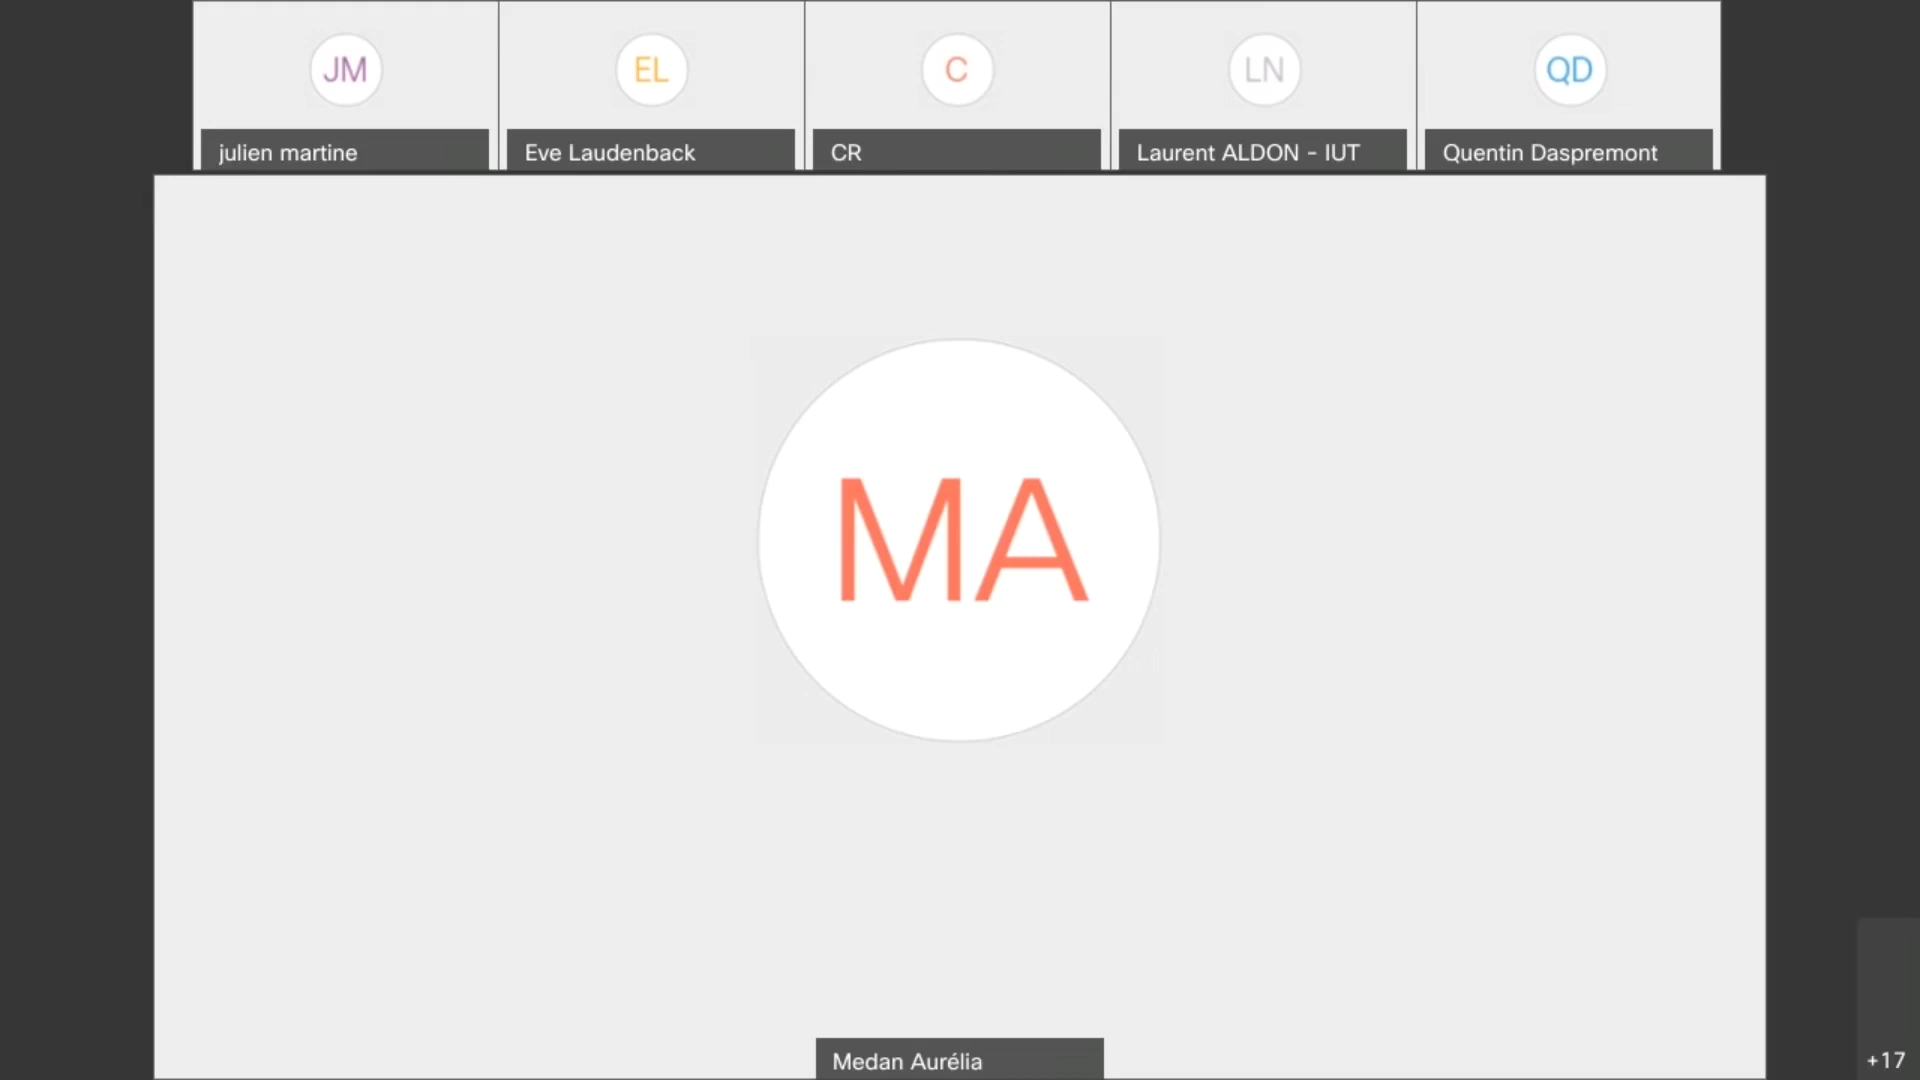 JM
EL
C
LN
QD
julien martine
Eve Laudenback
CR
Laurent ALDON - IUT
Quentin Daspremont
MA
Medan Aurélia
+17